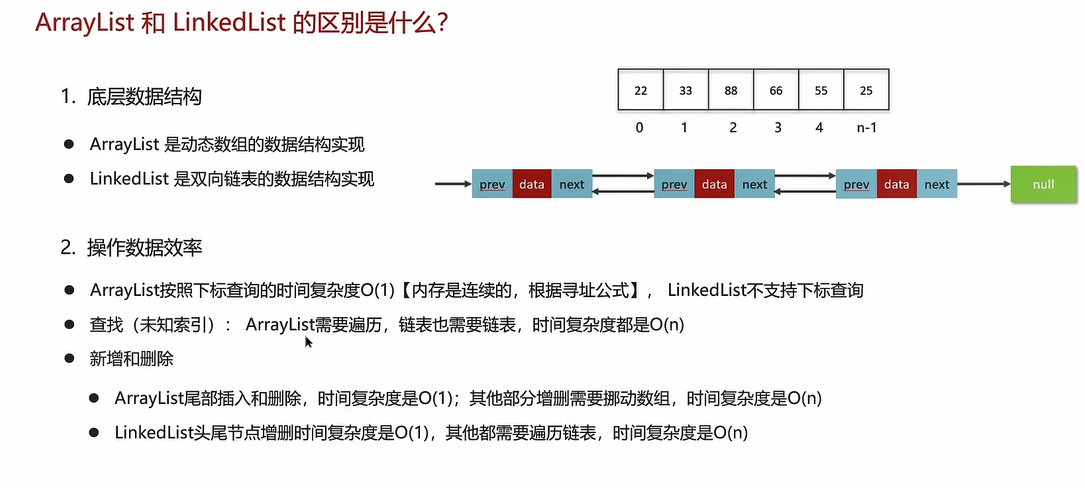 ArrayList 和 LinkedList 的区别是什么?
1. 底层数据结构
22 33 88 66 55 25
0 1 2 3 4 n-1
ArrayList 是动态数组的数据结构实现
LinkedList 是双向链表的数据结构实现
prev data next prev data next prev data next null
2. 操作数据效率
ArrayList按照下标查询的时间复杂度O(1)【内存是连续的，根据寻址公式】， LinkedList不支持下标查询
查找（未知索引）： ArrayList需要遍历，链表也需要链表，时间复杂度都是O(n)
新增和删除
ArrayList尾部插入和删除，时间复杂度是O(1)；其他部分增删需要挪动数组，时间复杂度是O(n)
LinkedList头尾节点增删时间复杂度是O(1)，其他都需要遍历链表，时间复杂度是O(n)